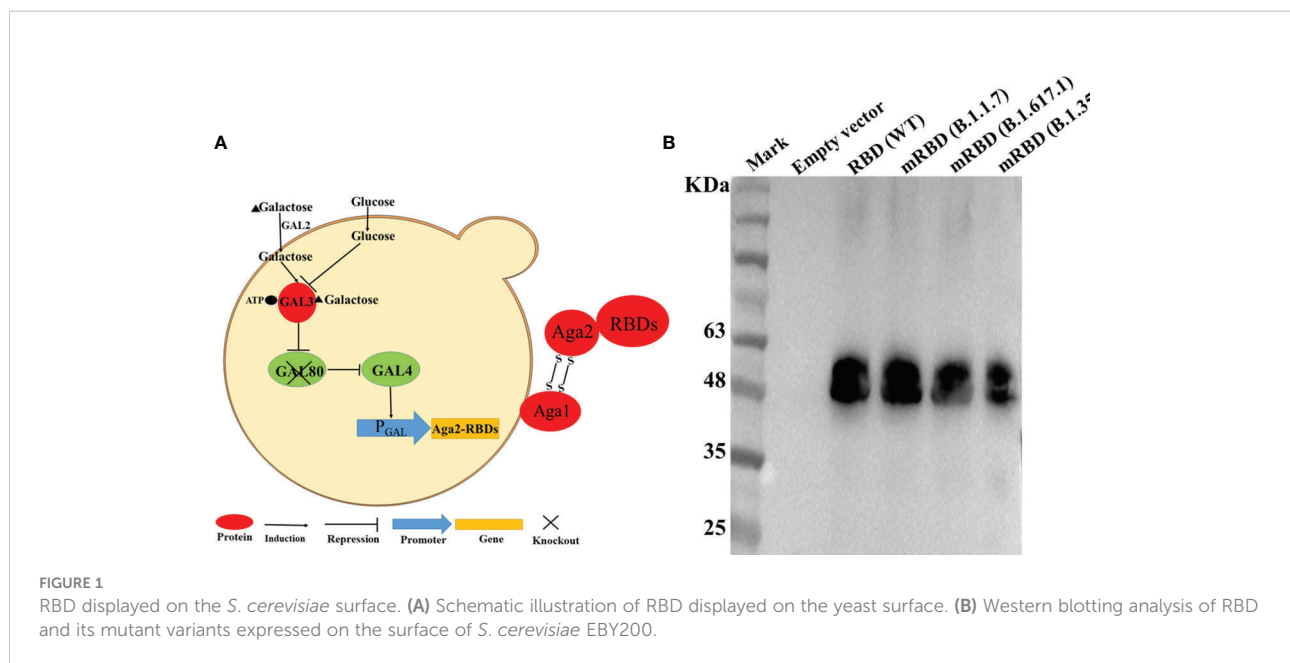 A
▲Galactose
GAL2
Galactose
Glucose
Glucose
ATP
GAL3
▲Galactose
GAL80
GAL4
PGAL
Aga2-RBDs
Aga2
RBDs
S
S
S
S
Aga1
Protein
Induction
Repression
Promoter
Gene
Knockout
B
Mark
Empty vector
RBD (WT)
mRBD (B.1.1.7)
mRBD (B.1.617.1)
mRBD (B.1.35
KDa
63
48
35
25
FIGURE 1
RBD displayed on the S. cerevisiae surface. (A) Schematic illustration of RBD displayed on the yeast surface. (B) Western blotting analysis of RBD
and its mutant variants expressed on the surface of S. cerevisiae EBY200.